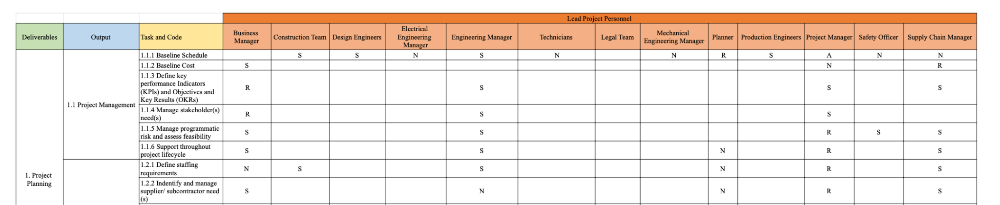 Lead Project Personnel
Deliverables Output Task and Code Business Manager Construction Team Design Engineers Electrical Engineering Manager Engineering Manager Technicians Legal Team Mechanical Engineering Manager Planner Production Engineers Project Manager Safety Officer Supply Chain Manager
1. Project
Planning
1.1 Project Management
1.1.1 Baseline Schedule S S N S N N R S A N N
1.1.2 Baseline Cost S N R
1.1.3 Define key
performance Indicators
(KPIs) and Objectives and
Key Results (OKRs)
R S S S
1.1.4 Manage stakeholder(s)
need(s)
R S S
1.1.5 Manage programmatic
risk and assess feasibility
S S R S S
1.1.6 Support throughout
project lifecycle
S S N R S
1.2.1 Define staffing
requirements
N S S N R S
1.2.2 Indentify and manage
supplier/ subcontractor need
(s)
S N N R S